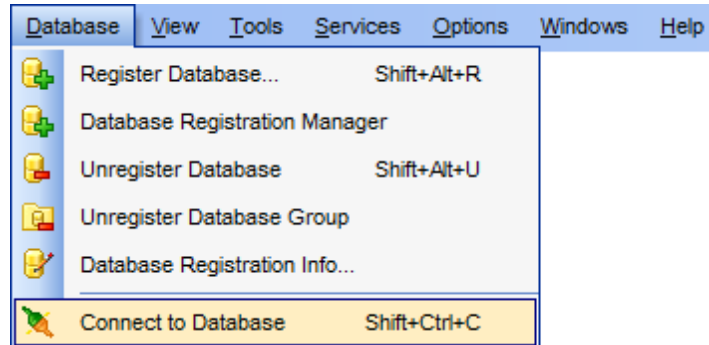 Database View Tools Services Options Windows Help
Register Database... Shift+Alt+R
Database Registration Manager
Unregister Database Shift+Alt+U
Unregister Database Group
Database Registration Info...
Connect to Database Shift+Ctrl+C